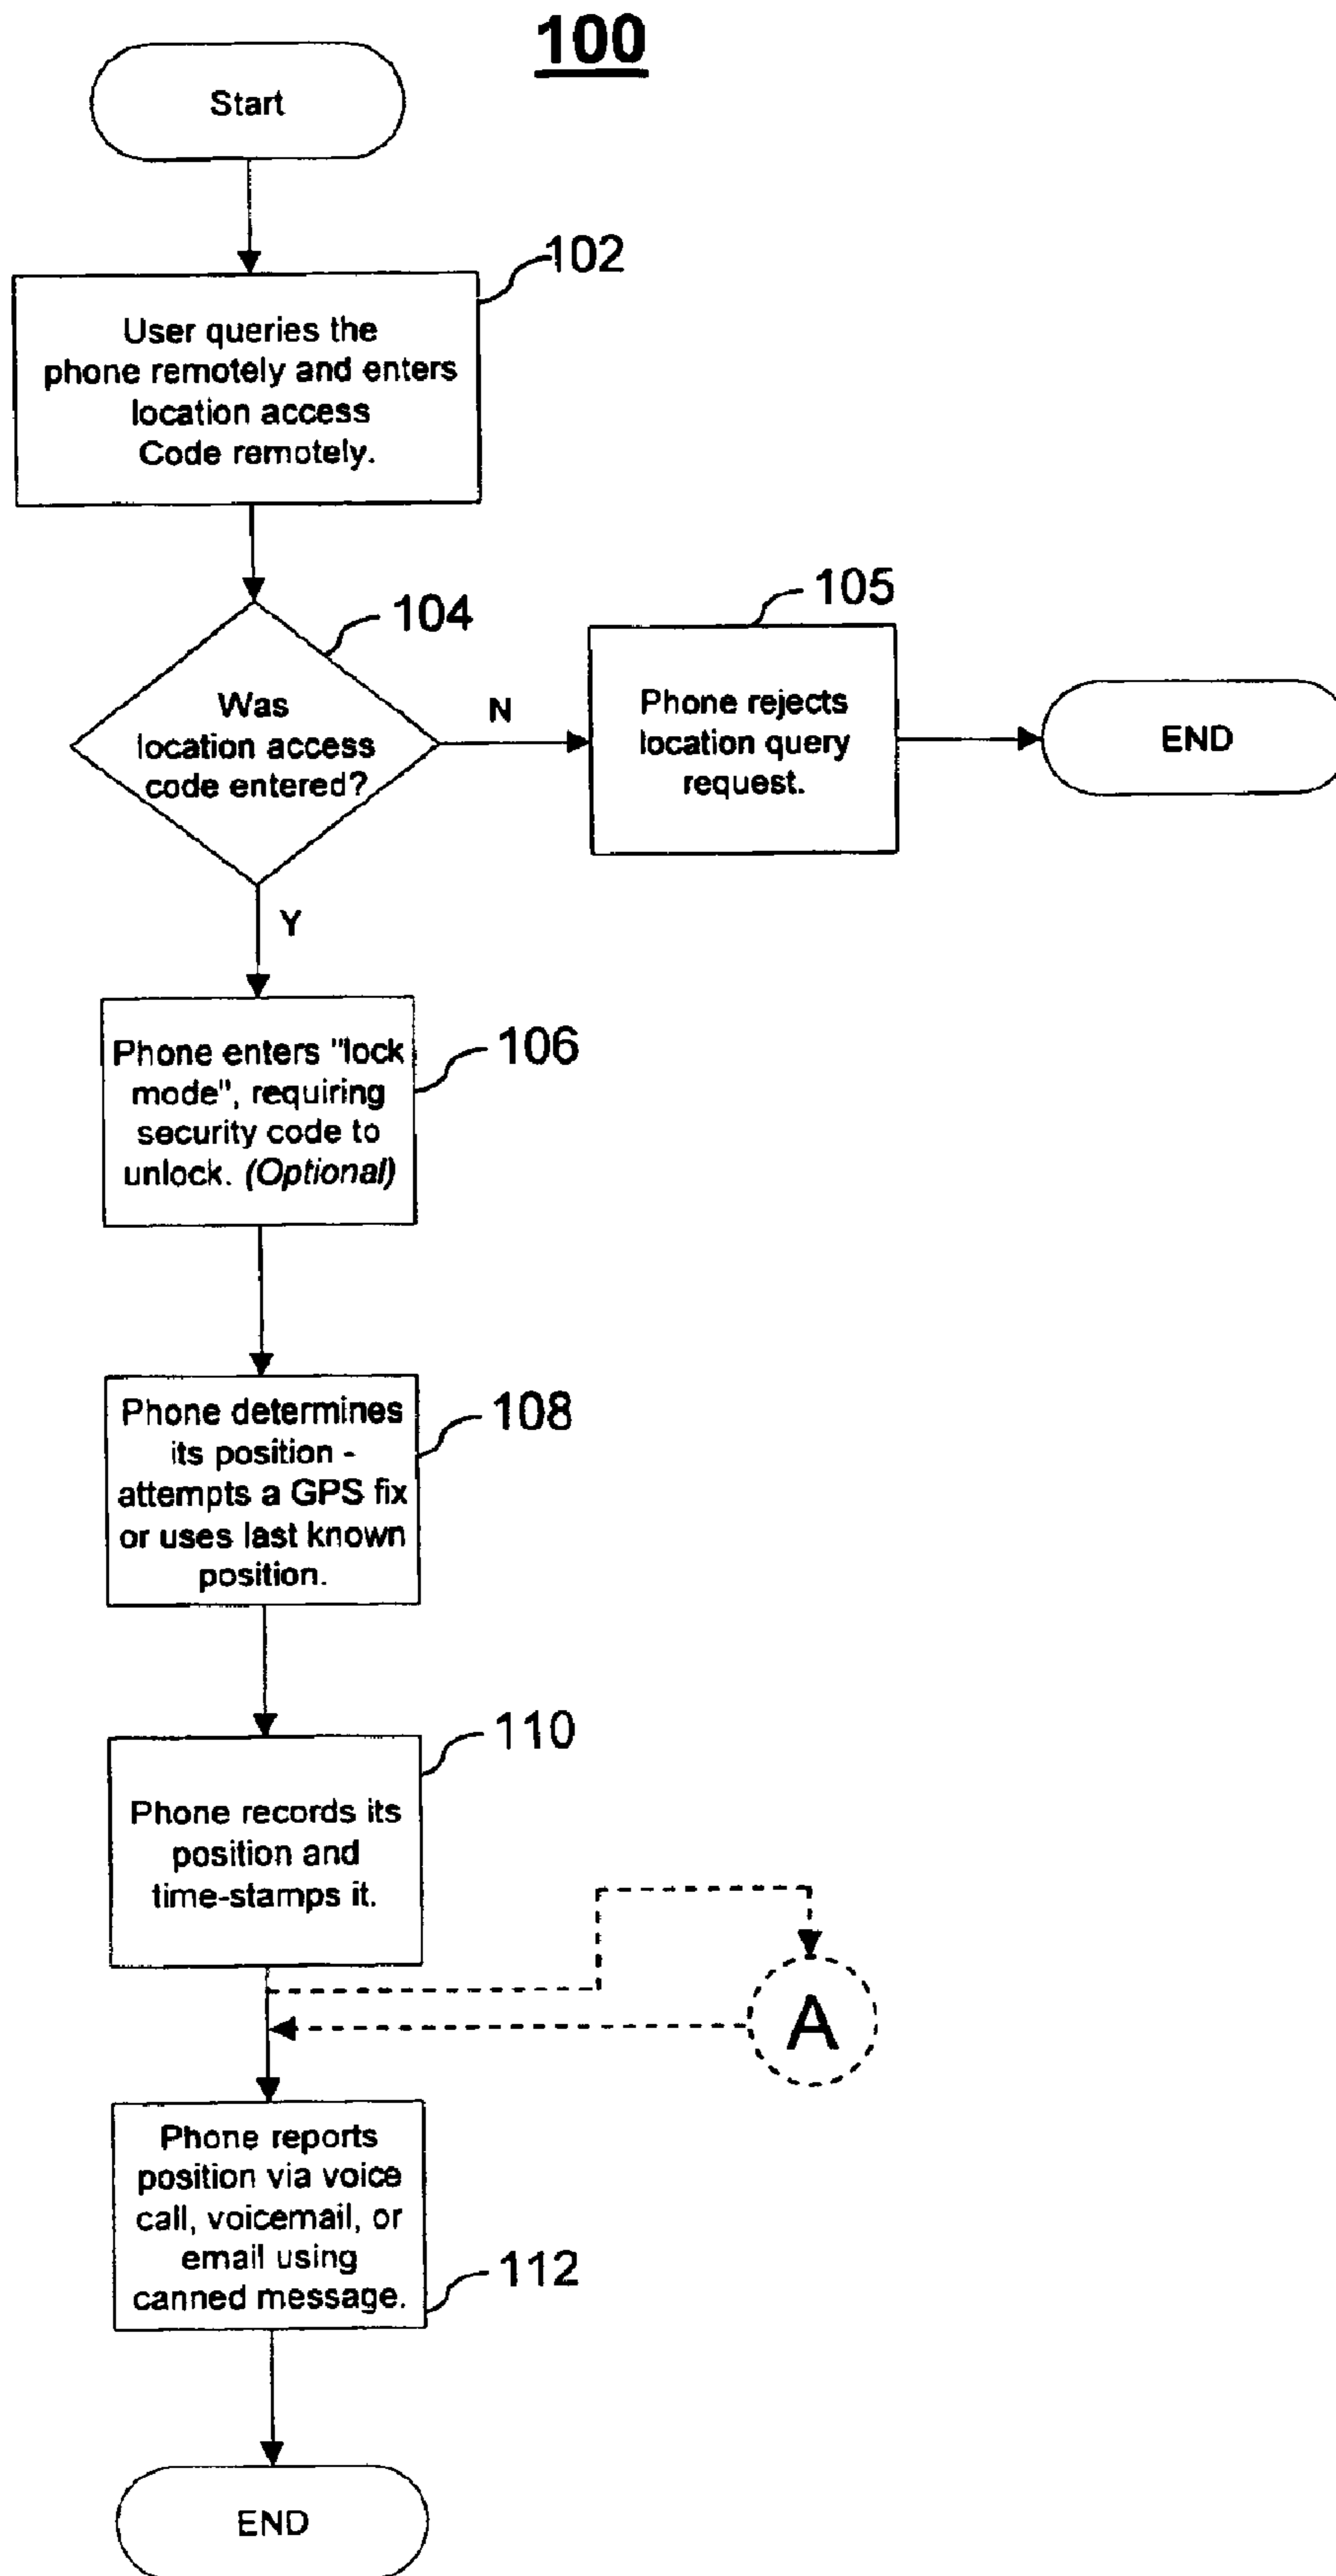 100
Start
102
User queries the
phone remotely and enters
location access
Code remotely.
104
Was
location access
code entered?
N
105
Phone rejects
location query
request.
END
Y
106
Phone enters "lock
mode", requiring
security code to
unlock. (Optional)
108
Phone determines
its position -
attempts a GPS fix
or uses last known
position.
110
Phone records its
position and
time-stamps it.
A
Phone reports
position via voice
call, voicemail, or
email using
canned message.
112
END